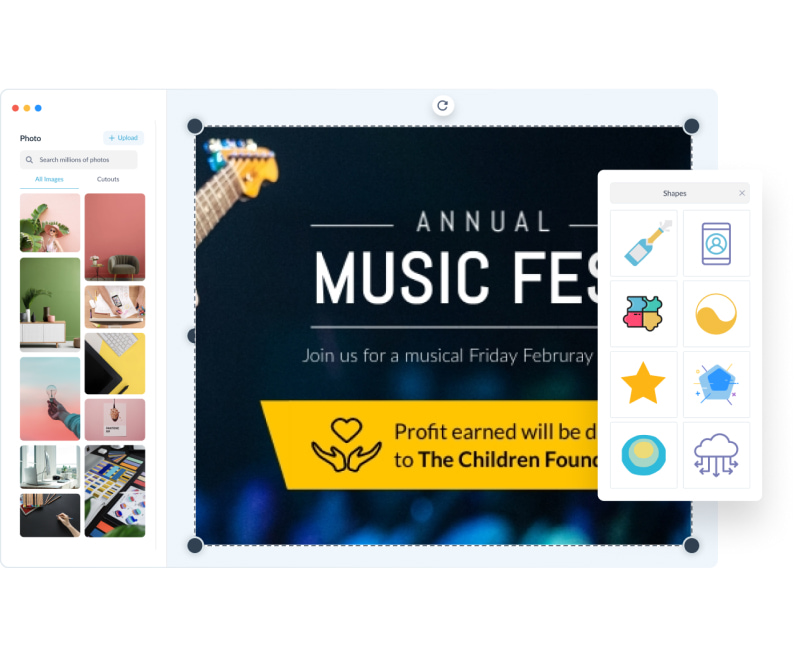 Photo
+ Upload
Search millions of photos
All Images
Cutouts
ANNUAL
MUSIC FES
Join us for a musical Friday Februray
Profit earned will be d
to The Children Found
Shapes